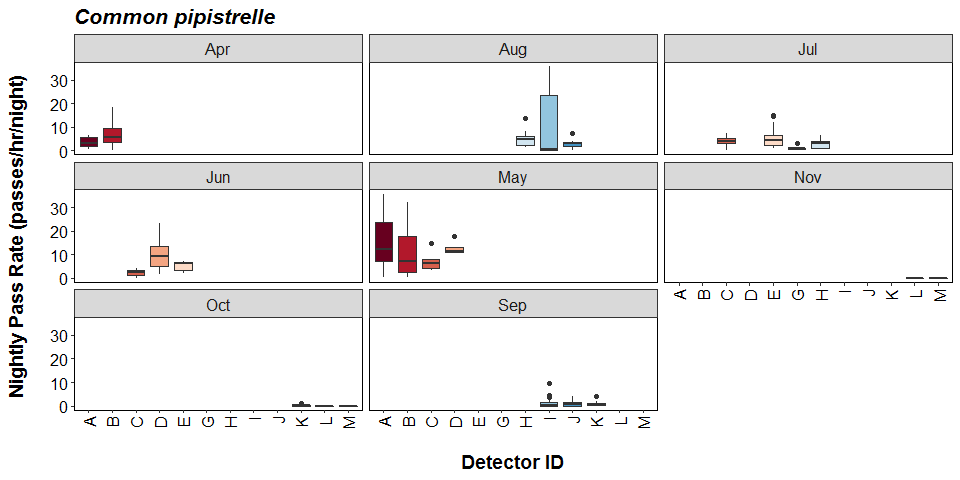 Common pipistrelle
Nightly Pass Rate (passes/hr/night)
Apr Aug Jul
30
20
10
0
Jun May Nov
30
20
10
0
A B C D E G H I J K L M
Oct Sep
30
20
10
0
A B C D E G H I J K L M A B C D E G H I J K L M
Detector ID